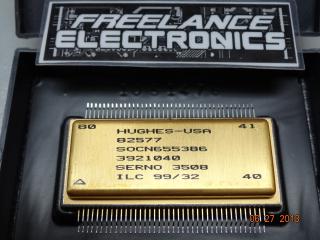 FREELANCE
ELECTRONICS
80 41
HUGHES-USA
82577
SOCN655386
3921040
SERNO 3508
ILC 99/32 40
06 27 2013